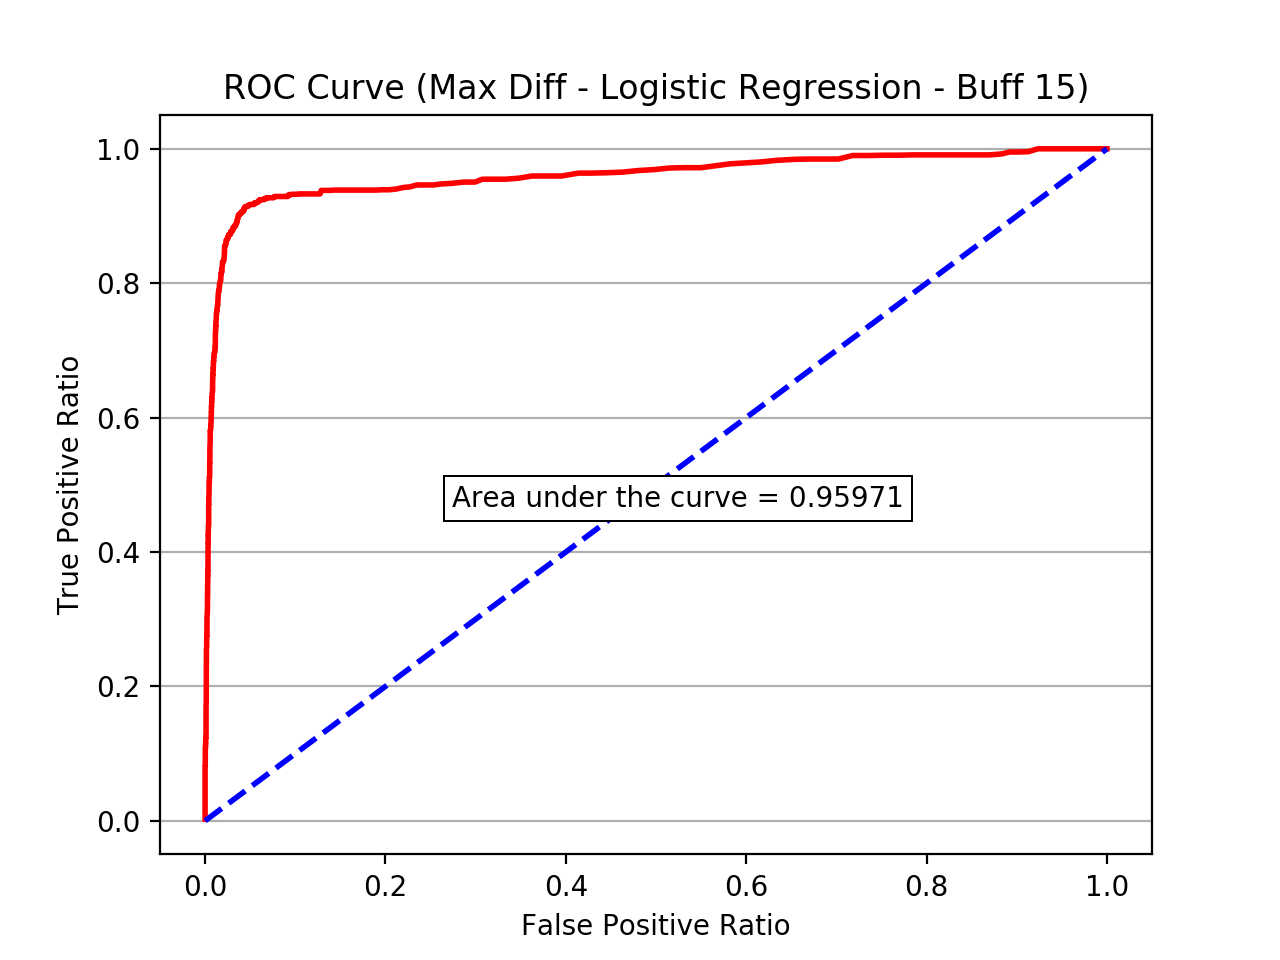 ROC Curve (Max Diff - Logistic Regression - Buff 15)
1.0
0.8
0.6
0.4
0.2
0.0
True Positive Ratio
Area under the curve = 0.95971
0.0 0.2 0.4 0.6 0.8 1.0
False Positive Ratio